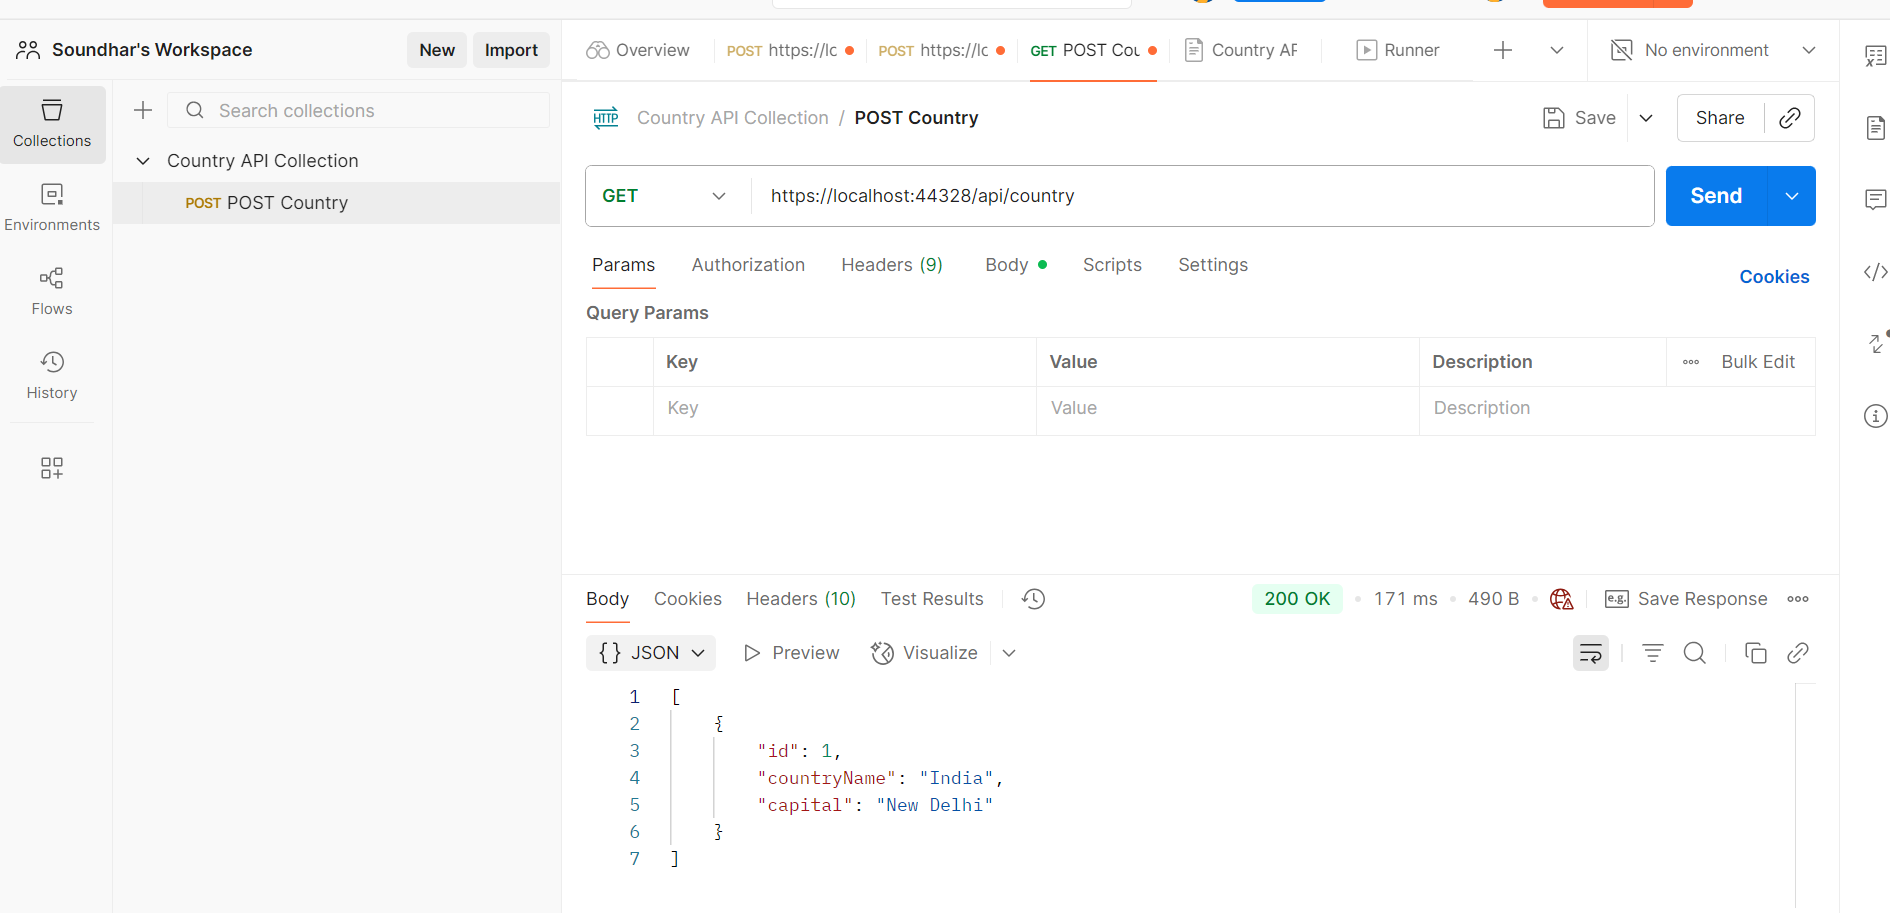 Soundhar's Workspace
New
Import
Overview
POST https://lc
POST https://lc
GET POST Cou
Country AF
Runner
No environment
Collections
Environments
Flows
History
Search collections
Country API Collection
POST POST Country
HTTP
Country API Collection / POST Country
Save
Share
GET
https://localhost:44328/api/country
Send
Params
Authorization
Headers (9)
Body
Scripts
Settings
Cookies
Query Params
Key
Value
Description
Bulk Edit
Key
Value
Description
Body
Cookies
Headers (10)
Test Results
200 OK
171 ms
490 B
e.g.
Save Response
{} JSON
Preview
Visualize
1 [
2 {
3 "id": 1,
4 "countryName": "India",
5 "capital": "New Delhi"
6 }
7 ]